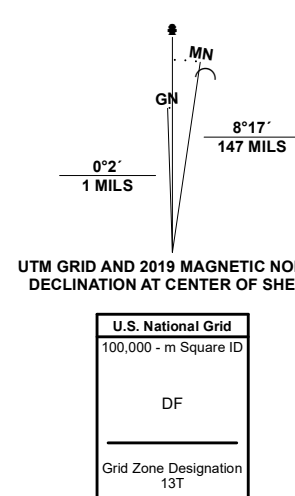 MN
GN
8°17´
147 MILS
0°2´
1 MILS
UTM GRID AND 2019 MAGNETIC NO
DECLINATION AT CENTER OF SHE
U.S. National Grid
100,000 - m Square ID
DF
Grid Zone Designation
13T